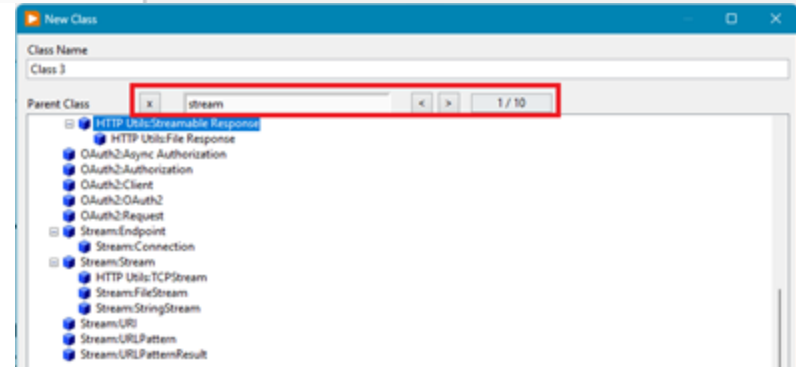 New Class
Class Name
Class 3
Parent Class x stream < > 1 / 10
HTTP Utils:Streamable Response
HTTP Utils:File Response
OAuth2:Async Authorization
OAuth2:Authorization
OAuth2:Client
OAuth2:OAuth2
OAuth2:Request
Stream:Endpoint
Stream:Connection
Stream:Stream
HTTP Utils:TCPStream
Stream:FileStream
Stream:StringStream
Stream:URI
Stream:URLPattern
Stream:URLPatternResult